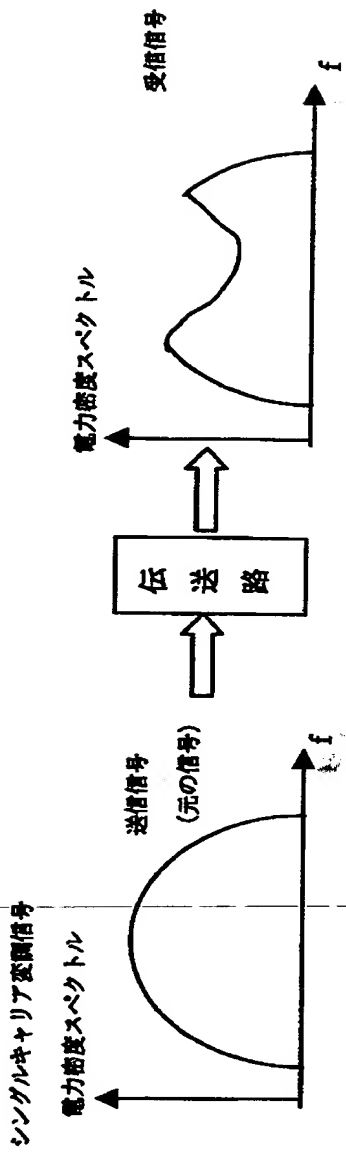 シングルキャリア変調信号
電力密度スペクトル
送信信号
(元の信号)
f
伝送路
電力密度スペクトル
受信信号
f